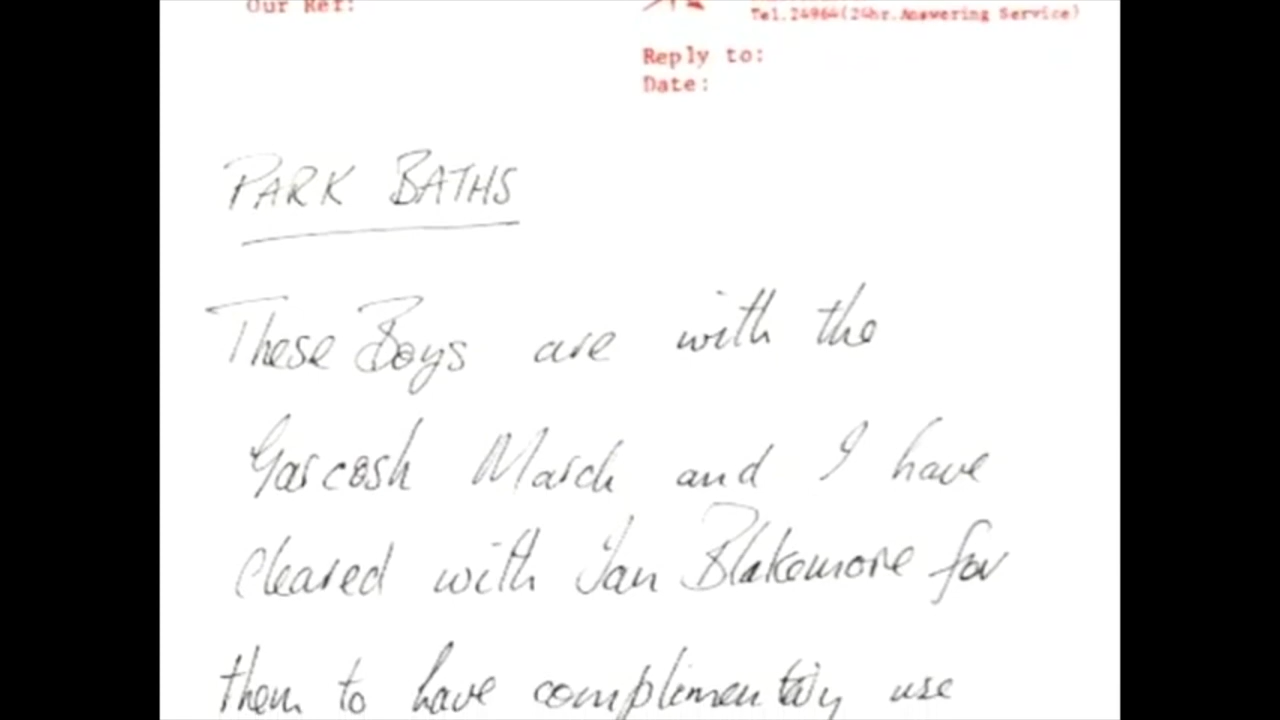 Our Ref:
Tel.24964(24hr.Answering Service)
Reply to:
Date:
PARK BATHS
These Boys are with the
Garcosh March and I have
Cleared with Ian Blakemore for
them to have complimentary use